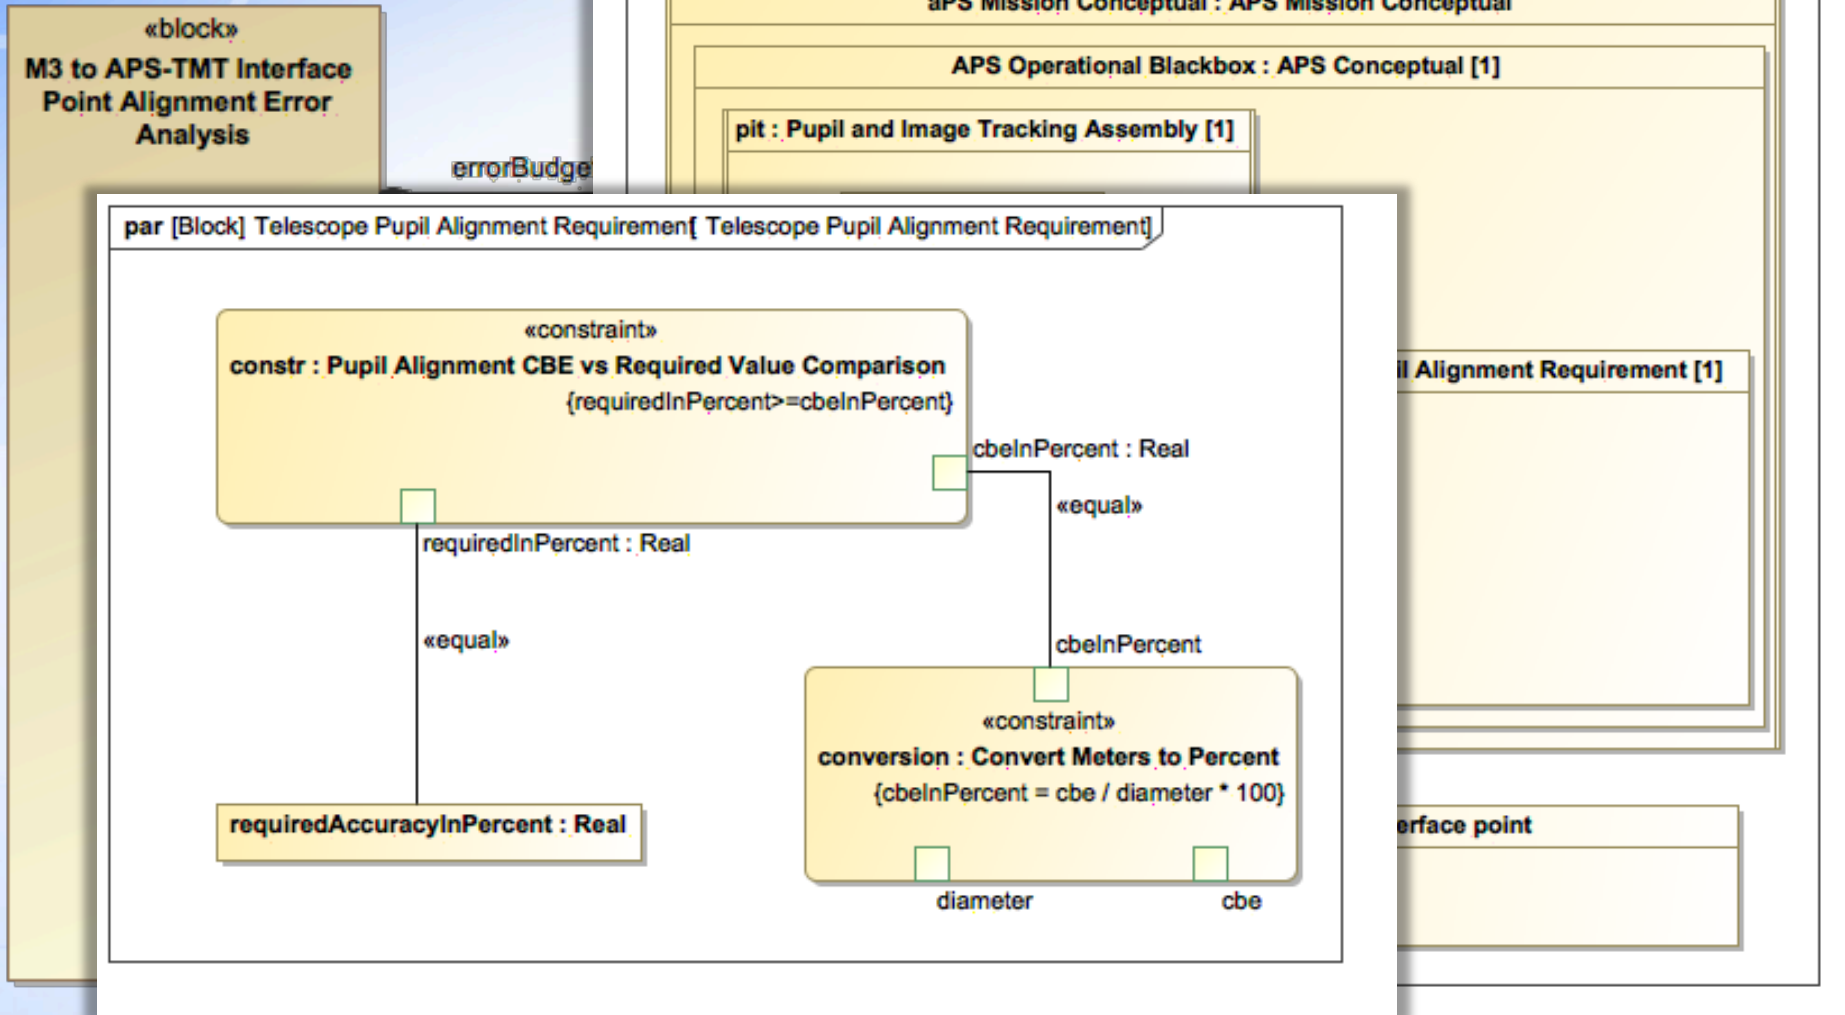 «block»
M3 to APS-TMT Interface
Point Alignment Error
Analysis
errorBudge
aPS Mission Conceptual : APS Mission Conceptual
APS Operational Blackbox : APS Conceptual [1]
pit : Pupil and Image Tracking Assembly [1]
par [Block] Telescope Pupil Alignment Requirement[ Telescope Pupil Alignment Requirement]
«constraint»
constr : Pupil Alignment CBE vs Required Value Comparison
{requiredInPercent>=cbeInPercent}
cbeInPercent : Real
«equal»
requiredInPercent : Real
«equal»
cbeInPercent
«constraint»
conversion : Convert Meters to Percent
{cbeInPercent = cbe / diameter * 100}
diameter
cbe
requiredAccuracyInPercent : Real
il Alignment Requirement [1]
erface point